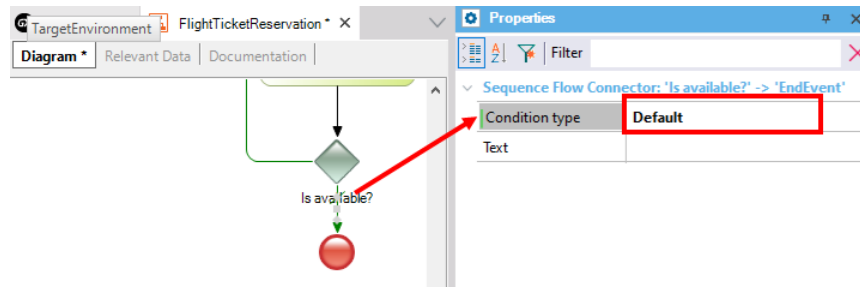 TargetEnvironment
FlightTicketReservation *
Diagram *
Relevant Data
Documentation
Is available?
Properties
Filter
Sequence Flow Connector: 'Is available?' -> 'EndEvent'
Condition type
Default
Text